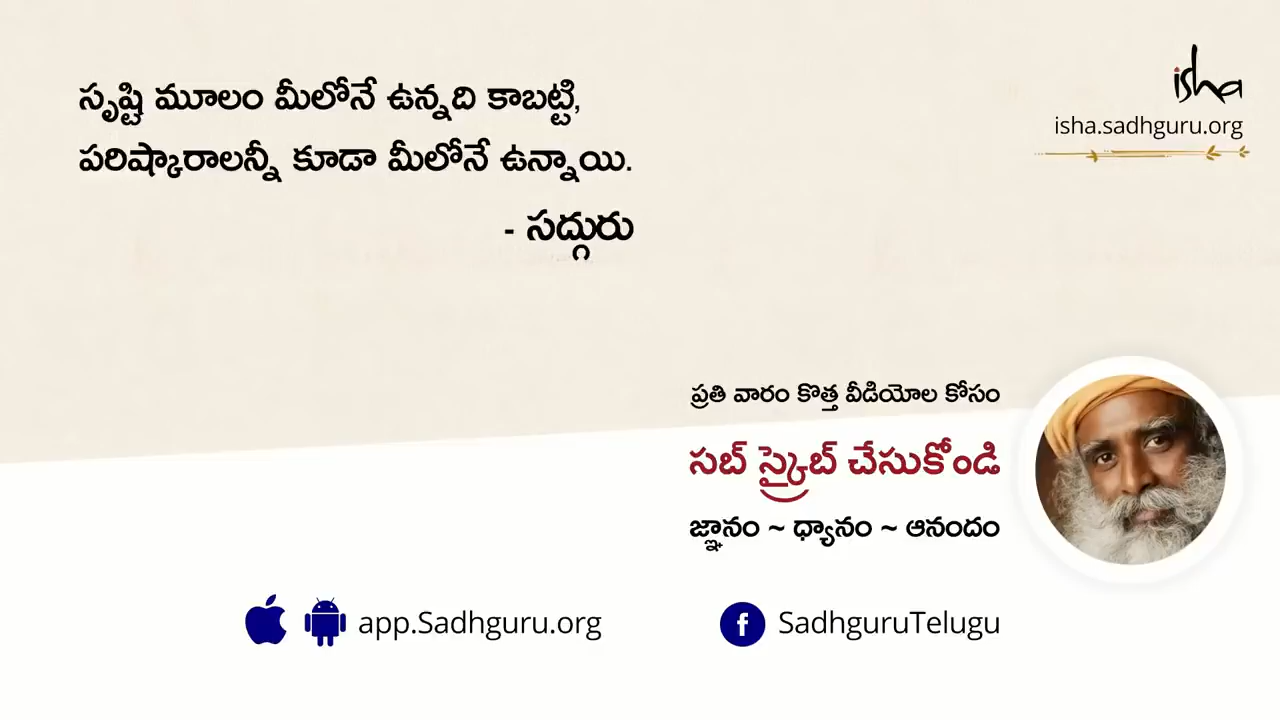 సృష్టి మూలం మీలోనే ఉన్నది కాబట్టి,
పరిష్కారాలన్నీ కూడా మీలోనే ఉన్నాయి.
- సద్గురు
isha
isha.sadhguru.org
ప్రతి వారం కొత్త వీడియోల కోసం
సబ్ స్క్రైబ్ చేసుకోండి
జ్ఞానం ~ ధ్యానం ~ ఆనందం
app.Sadhguru.org
f SadhguruTelugu